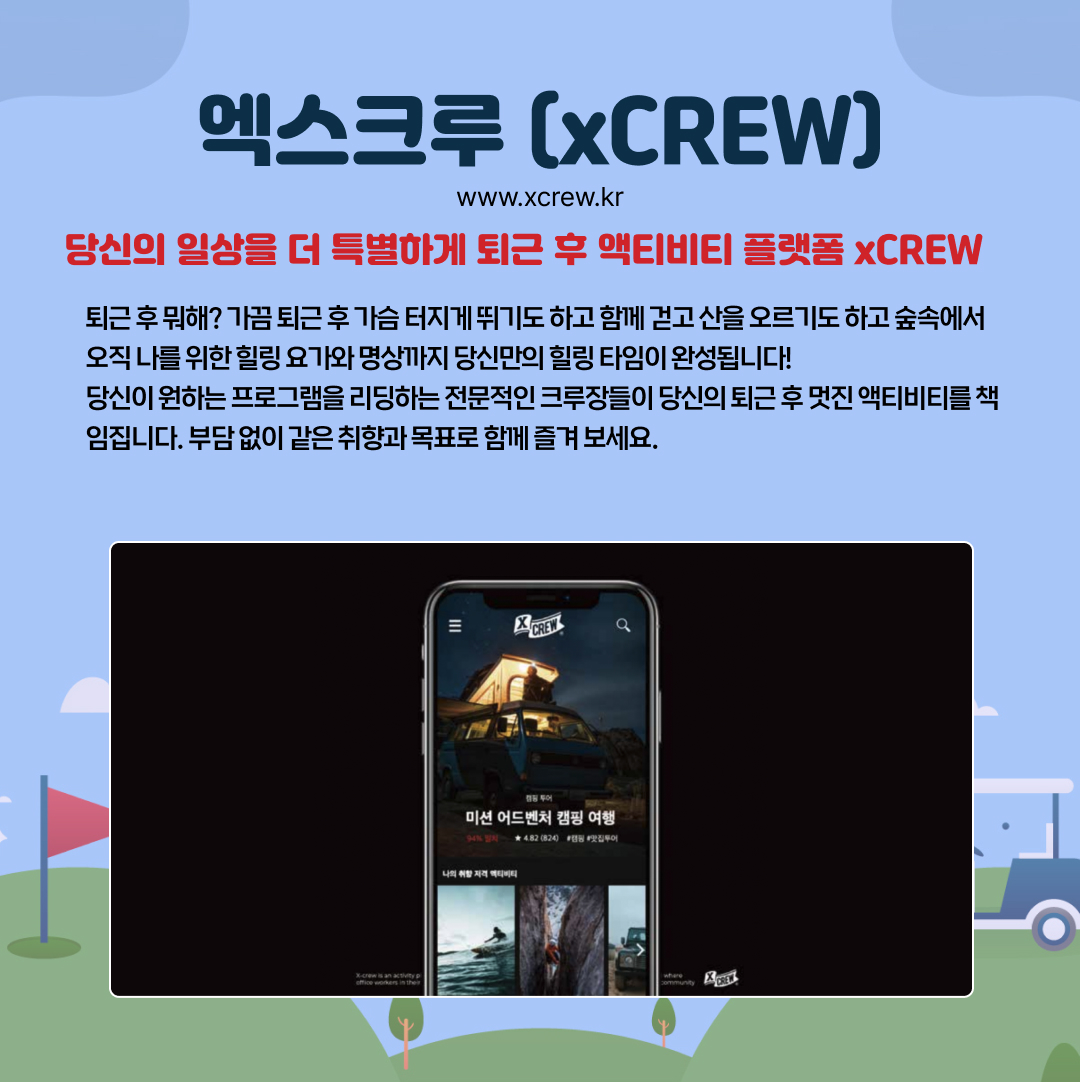 엑스크루 (xCREW)
www.xcrew.kr
당신의 일상을 더 특별하게 퇴근 후 액티비티 플랫폼 xCREW
퇴근 후 뭐해? 가끔 퇴근 후 가슴 터지게 뛰기도 하고 함께 걷고 산을 오르기도 하고 숲속에서
오직 나를 위한 힐링 요가와 명상까지 당신만의 힐링 타임이 완성됩니다!
당신이 원하는 프로그램을 리딩하는 전문적인 크루장들이 당신의 퇴근 후 멋진 액티비티를 책
임집니다. 부담 없이 같은 취향과 목표로 함께 즐겨 보세요.
X CREW
캠핑 투어
미션 어드벤처 캠핑 여행
94% 일치 ★ 4.82 (824) #캠핑 #맛집투어
나의 취향 저격 액티비티
X-crew is an activity pl
office workers in their
where
community
X CREW